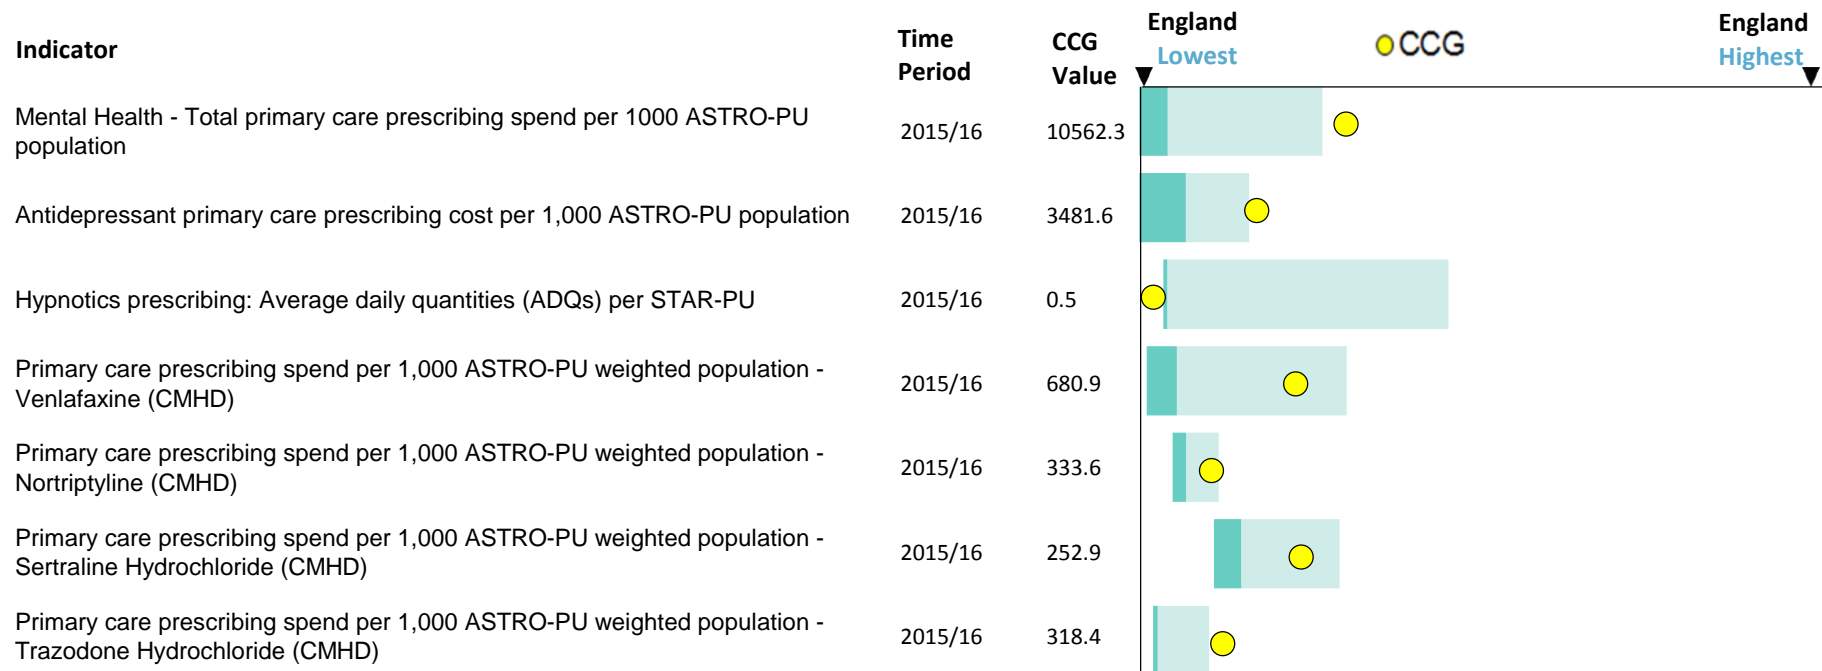 Indicator
Time
Period
CCG
Value
England
Lowest
CCG
England
Highest
Mental Health - Total primary care prescribing spend per 1000 ASTRO-PU
population
2015/16
10562.3
Antidepressant primary care prescribing cost per 1,000 ASTRO-PU population
2015/16
3481.6
Hypnotics prescribing: Average daily quantities (ADQs) per STAR-PU
2015/16
0.5
Primary care prescribing spend per 1,000 ASTRO-PU weighted population -
Venlafaxine (CMHD)
2015/16
680.9
Primary care prescribing spend per 1,000 ASTRO-PU weighted population -
Nortriptyline (CMHD)
2015/16
333.6
Primary care prescribing spend per 1,000 ASTRO-PU weighted population -
Sertraline Hydrochloride (CMHD)
2015/16
252.9
Primary care prescribing spend per 1,000 ASTRO-PU weighted population -
Trazodone Hydrochloride (CMHD)
2015/16
318.4